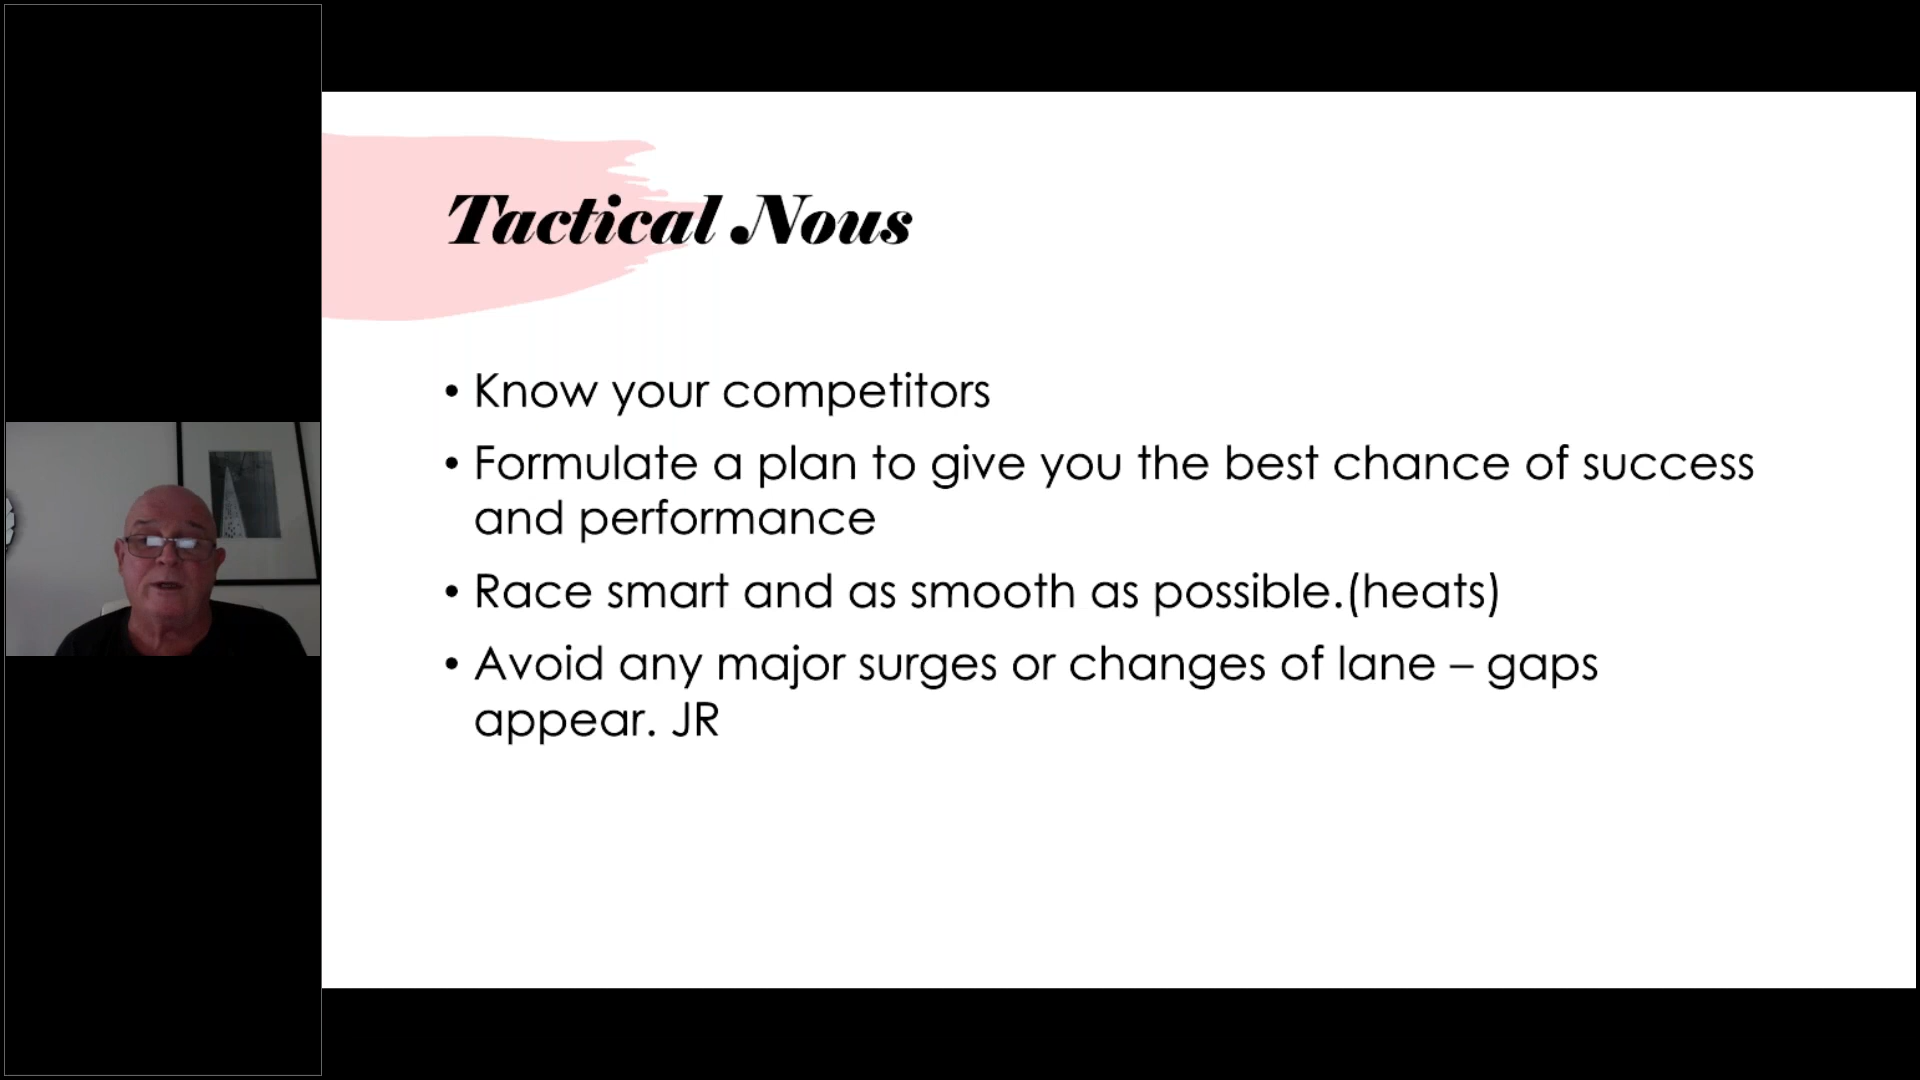 Tactical Nous
• Know your competitors
• Formulate a plan to give you the best chance of success
and performance
• Race smart and as smooth as possible.(heats)
• Avoid any major surges or changes of lane – gaps
appear. JR